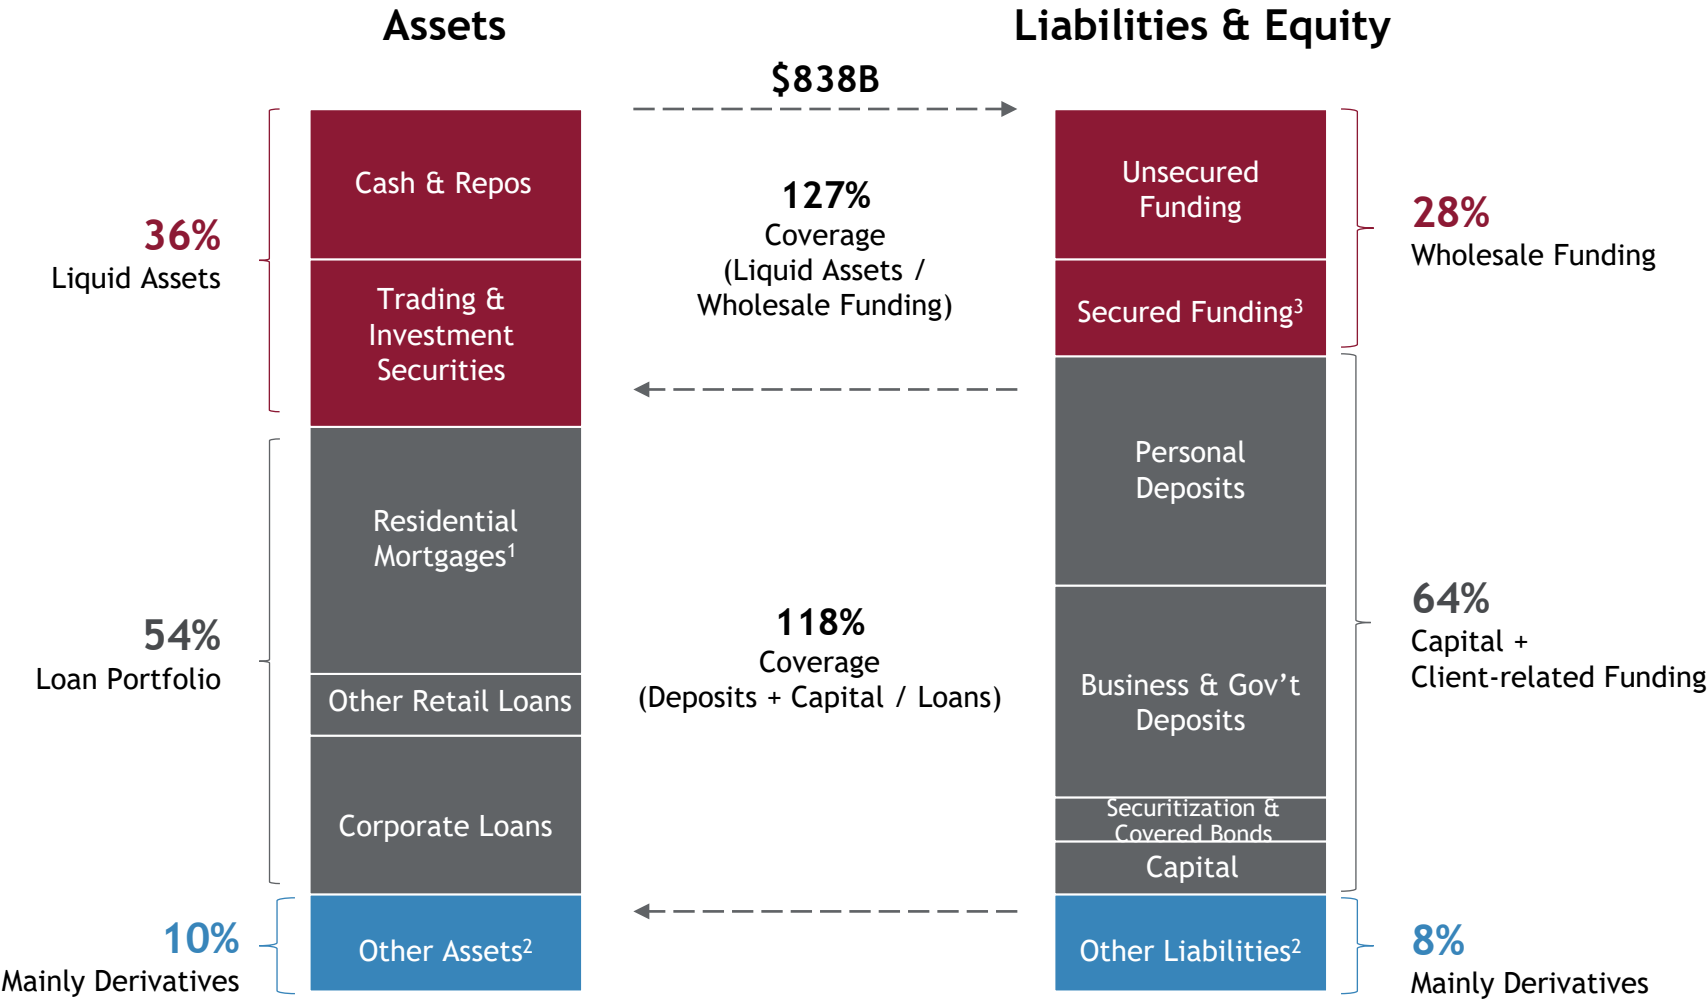 Assets
Liabilities & Equity
$838B
Cash & Repos
Trading &
Investment
Securities
36%
Liquid Assets
127%
Coverage
(Liquid Assets /
Wholesale Funding)
Unsecured
Funding
Secured Funding³
28%
Wholesale Funding
Residential
Mortgages¹
Other Retail Loans
Corporate Loans
54%
Loan Portfolio
118%
Coverage
(Deposits + Capital / Loans)
Personal
Deposits
Business & Gov’t
Deposits
Securitization &
Covered Bonds
Capital
64%
Capital +
Client-related Funding
10%
Mainly Derivatives
Other Assets²
Other Liabilities²
8%
Mainly Derivatives